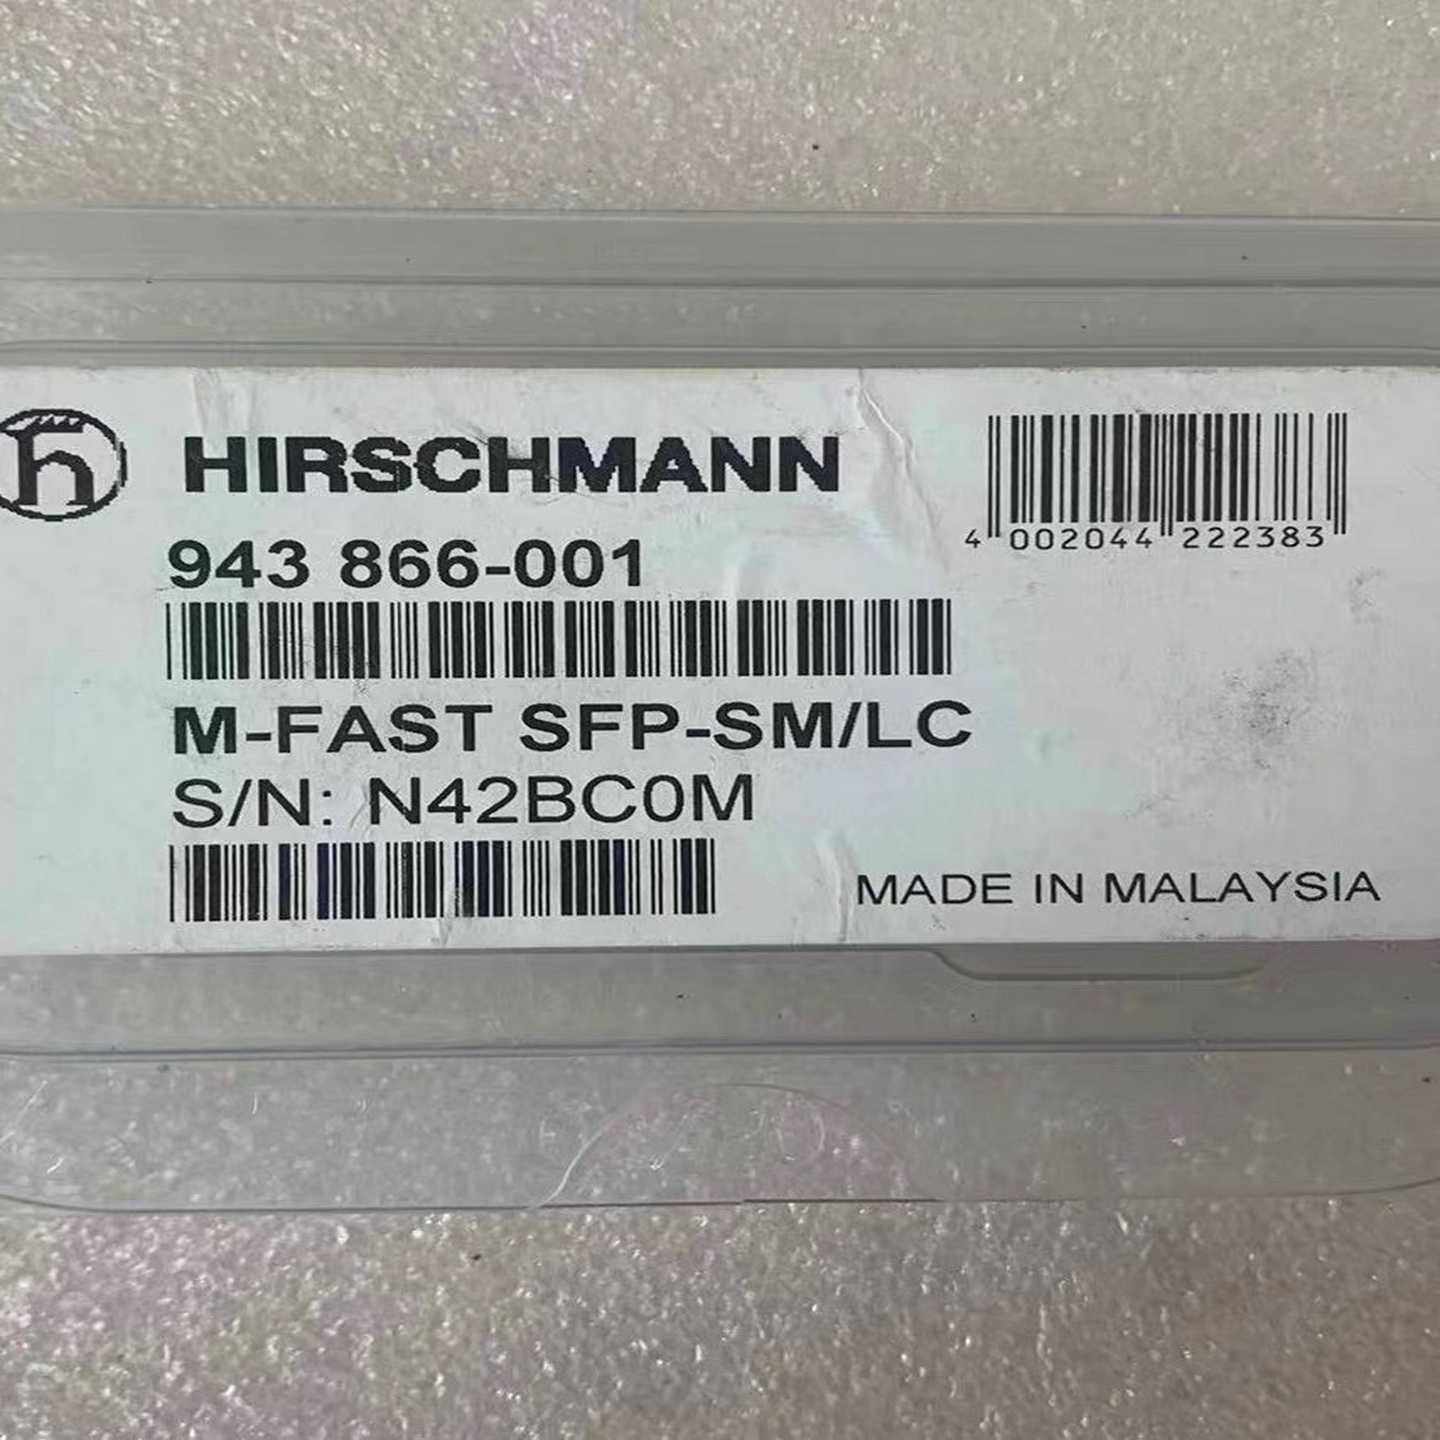 HIRSCHMANN
943 866-001
4 002044 222383
M-FAST SFP-SM/LC
S/N: N42BC0M
MADE IN MALAYSIA